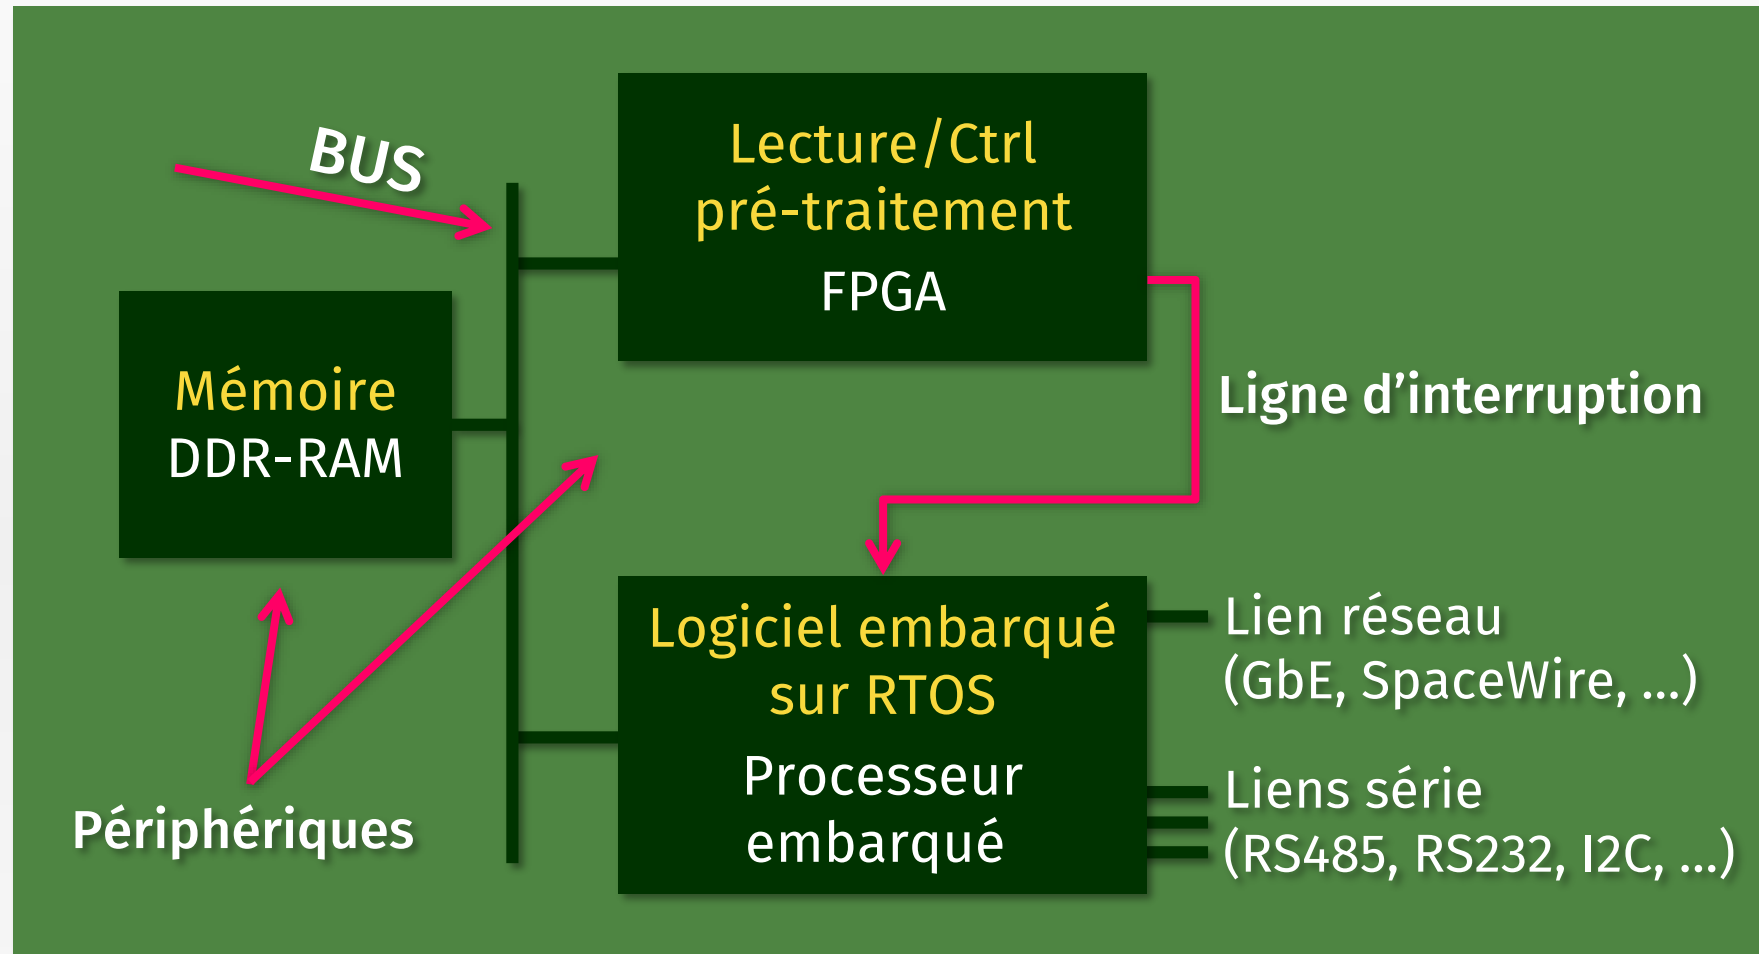 BUS
Lecture/Ctrl
pré-traitement
FPGA
Mémoire
DDR-RAM
Ligne d’interruption
Logiciel embarqué
sur RTOS
Processeur
embarqué
Lien réseau
(GbE, SpaceWire, ...)
Liens série
(RS485, RS232, I2C, ...)
Périphériques